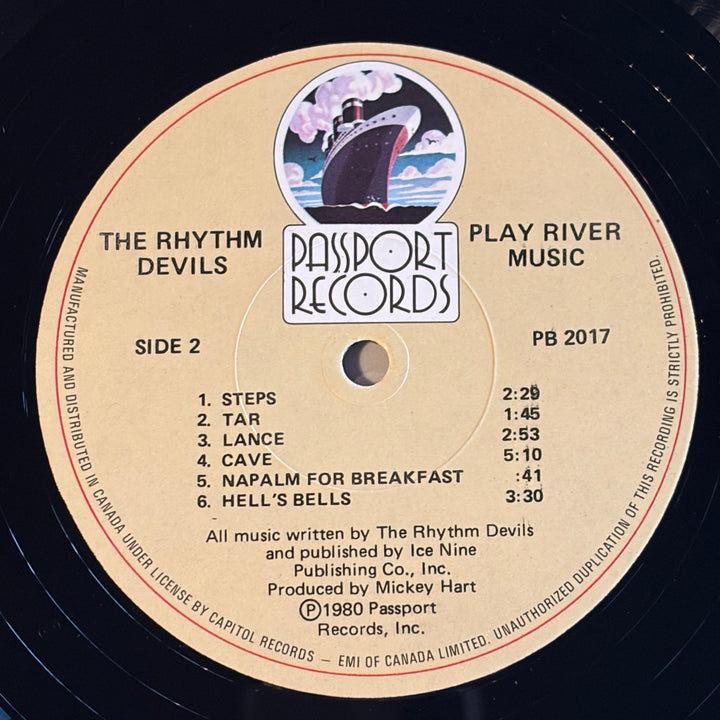 PASSPORT
RECORDS
THE RHYTHM
DEVILS
PLAY RIVER
MUSIC
SIDE 2
PB 2017
1. STEPS 2:29
2. TAR 1:45
3. LANCE 2:53
4. CAVE 5:10
5. NAPALM FOR BREAKFAST :41
6. HELL'S BELLS 3:30
All music written by The Rhythm Devils
and published by Ice Nine
Publishing Co., Inc.
Produced by Mickey Hart
Ⓟ1980 Passport
Records, Inc.
MANUFACTURED AND DISTRIBUTED IN CANADA UNDER LICENSE BY CAPITOL RECORDS – EMI OF CANADA LIMITED. UNAUTHORIZED DUPLICATION OF THIS RECORDING IS STRICTLY PROHIBITED.